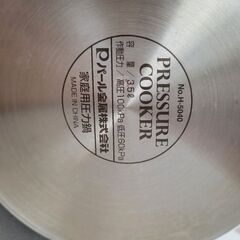 No.H-5040
PRESSURE
COOKER
容量/3.5ℓ
作動圧力/高圧100kPa 低圧60kPa
パール金属株式会社
家庭用圧力鍋
MADE IN CHINA